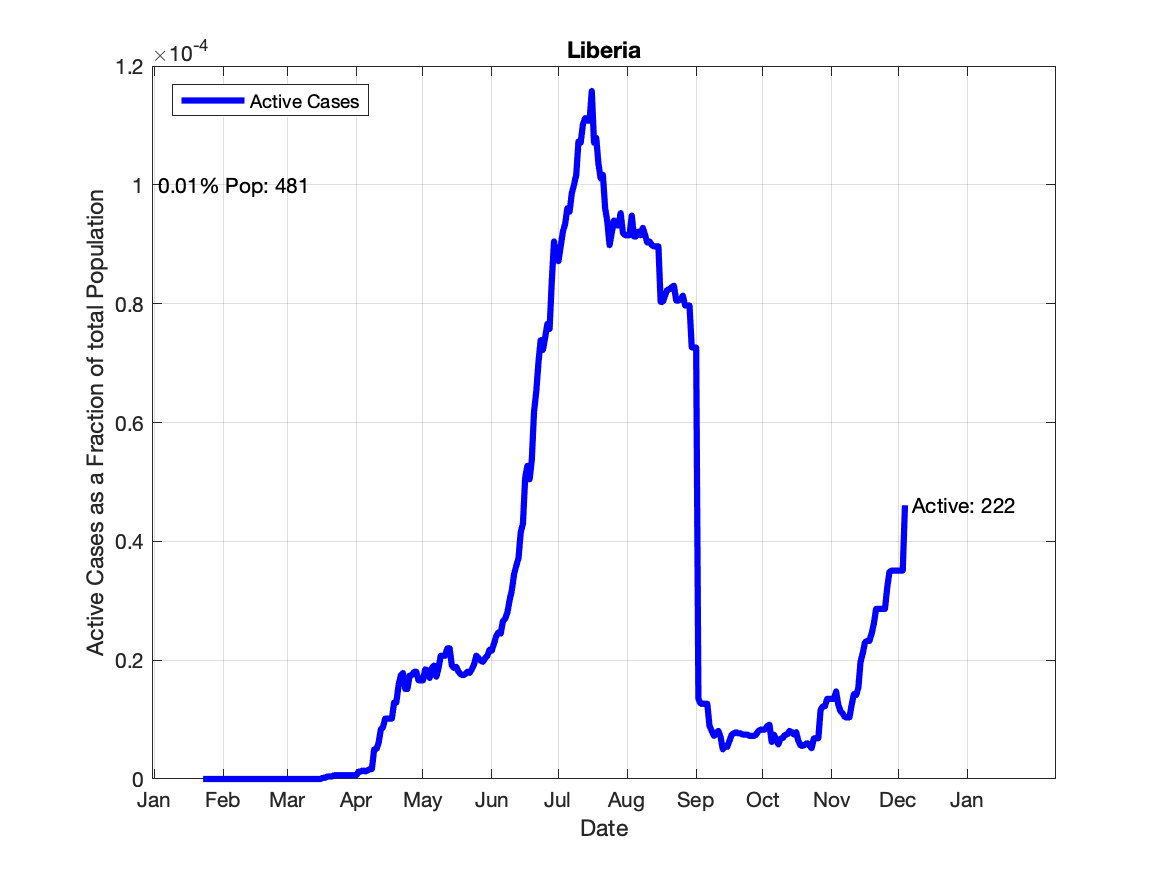 Liberia
×10-4
Active Cases
0.01% Pop: 481
Active: 222
Active Cases as a Fraction of total Population
1.2
1
0.8
0.6
0.4
0.2
0
Jan Feb Mar Apr May Jun Jul Aug Sep Oct Nov Dec Jan
Date